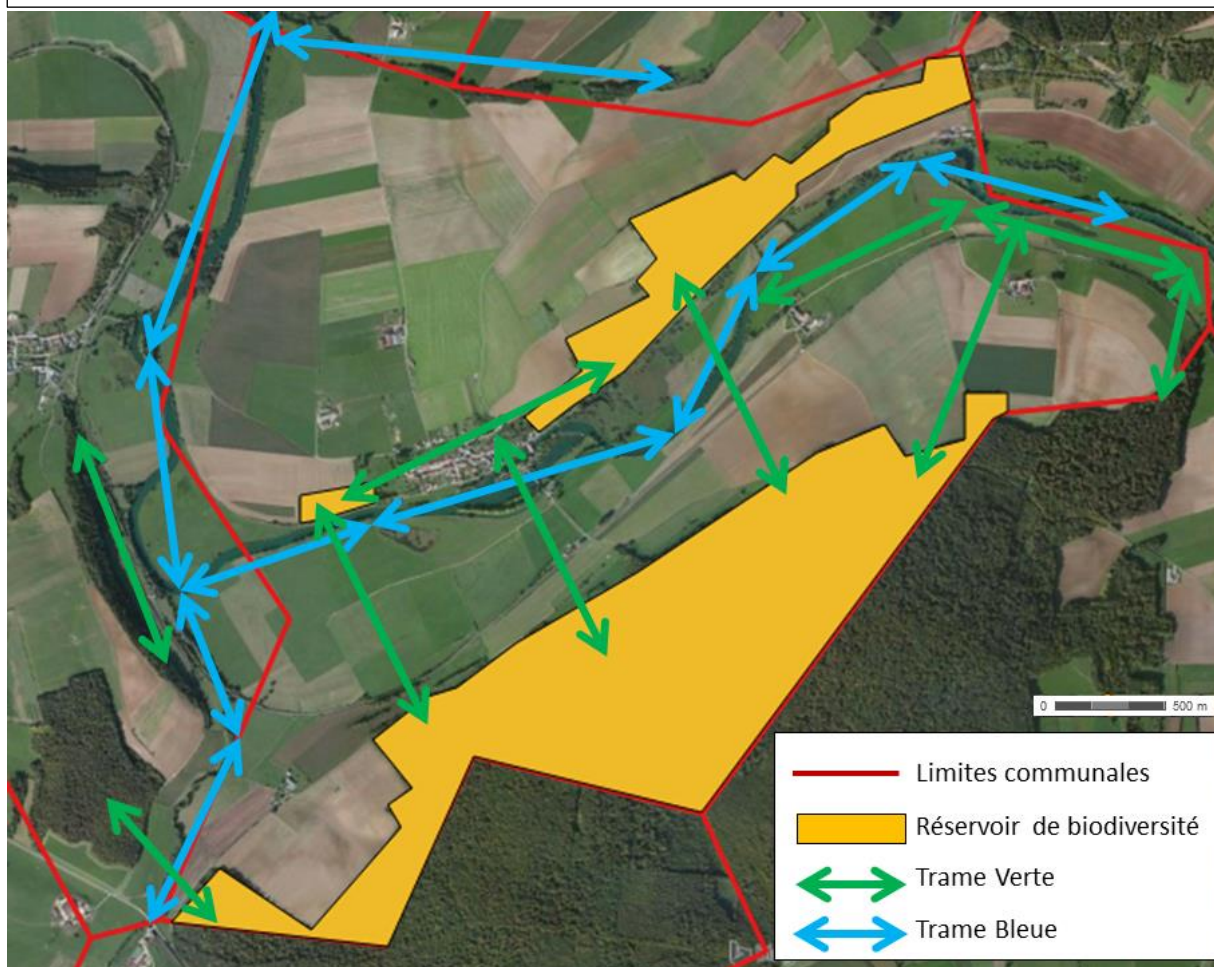 0 500 m
Limites communales
Réservoir de biodiversité
Trame Verte
Trame Bleue